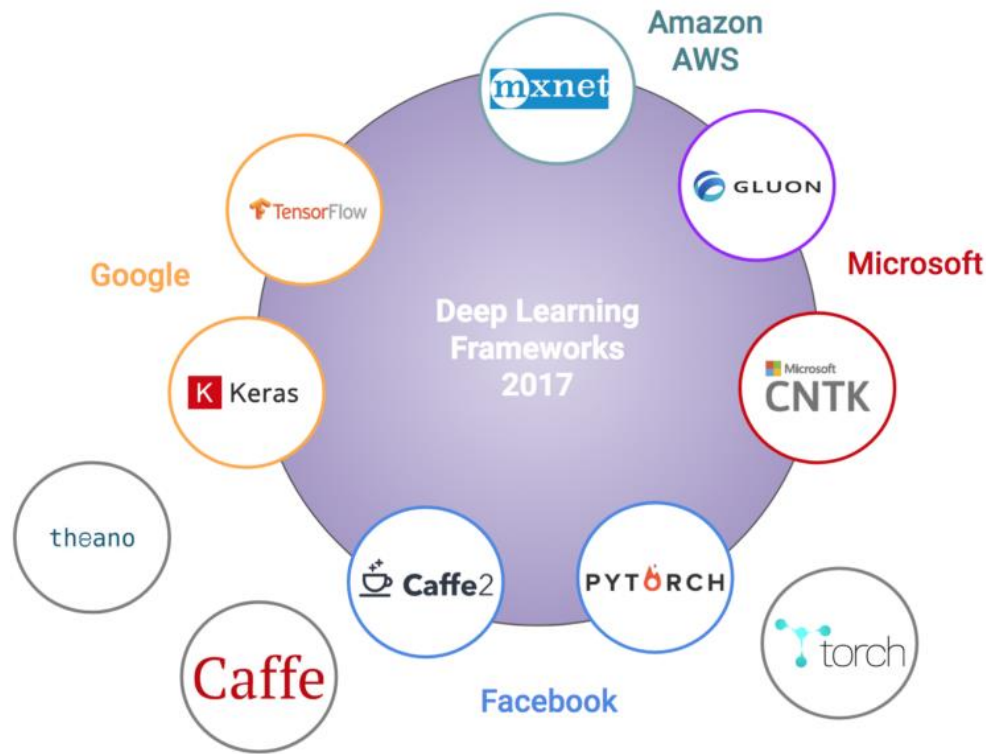 Amazon
AWS
mxnet
GLUON
TensorFlow
Google
Microsoft
Deep Learning
Frameworks
2017
Microsoft
CNTK
K Keras
theano
Caffe2
PYTORCH
torch
Caffe
Facebook